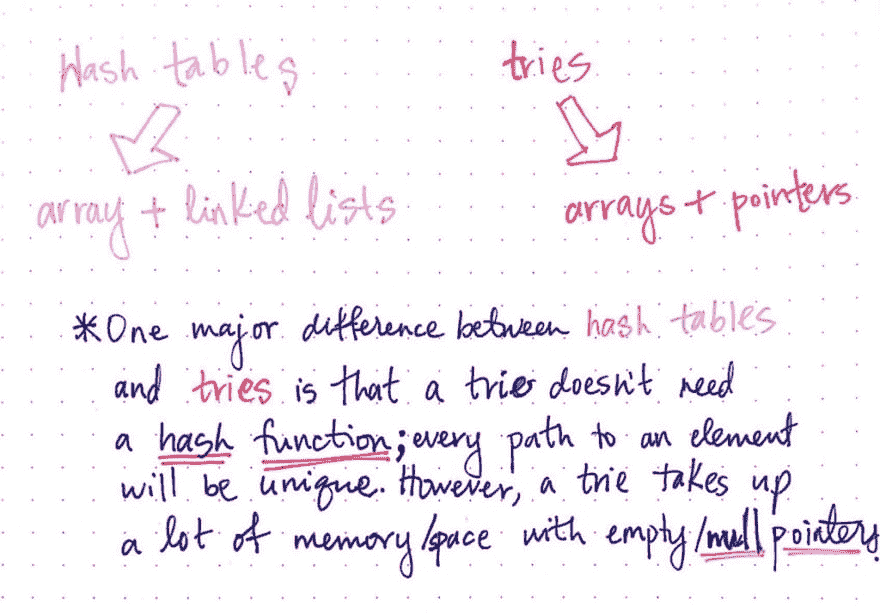 Hash tables
tries
array + linked lists
arrays + pointers
*One major difference between hash tables
and tries is that a trie doesn't need
a hash function; every path to an element
will be unique. However, a trie takes up
a lot of memory/space with empty/null pointers.